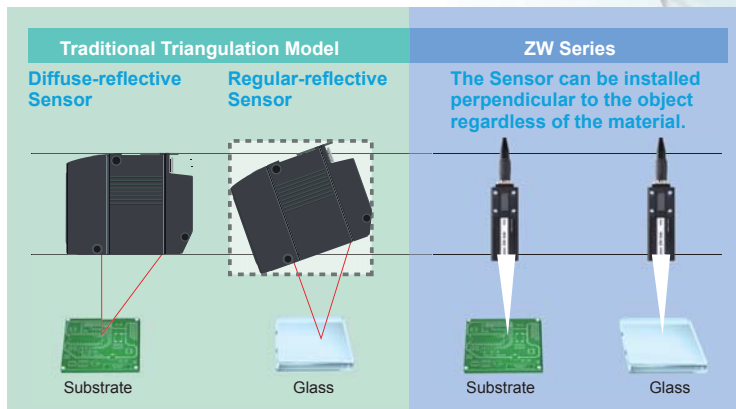 Traditional Triangulation Model
ZW Series
Diffuse-reflective
Sensor
Regular-reflective
Sensor
The Sensor can be installed
perpendicular to the object
regardless of the material.
Substrate
Glass
Substrate
Glass